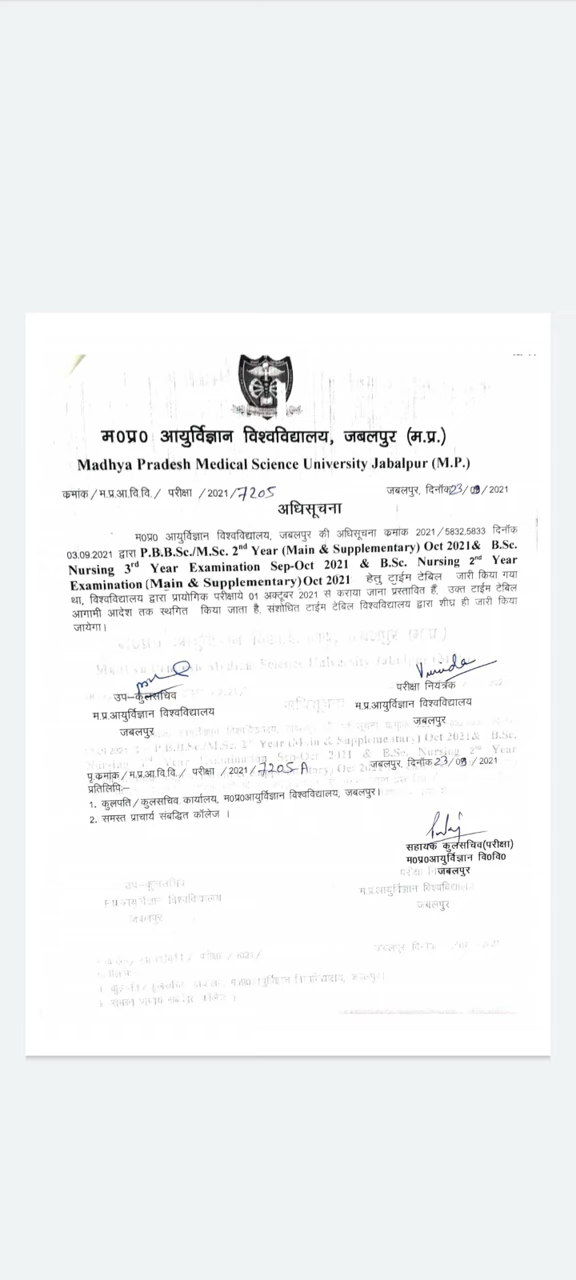 म0प्र0 आयुर्विज्ञान विश्वविद्यालय, जबलपुर (म.प्र.)
Madhya Pradesh Medical Science University Jabalpur (M.P.)
कमांक / म.प्र.आ.वि.वि. / परीक्षा / 2021 / 7205 जबलपुर, दिनॉक 23 / 09 / 2021
अधिसूचना
म0प्र0 आयुर्विज्ञान विश्वविद्यालय, जबलपुर की अधिसूचना कमांक 2021 / 5832,5833 दिनॉक
03.09.2021 द्वारा P.B.B.Sc./M.Sc. 2nd Year (Main & Supplementary) Oct 2021& B.Sc.
Nursing 3rd Year Examination Sep-Oct 2021 & B.Sc. Nursing 2nd Year
Examination (Main & Supplementary) Oct 2021 हेतु टाईम टेबिल जारी किया गया
था, विश्वविद्यालय द्वारा प्रायोगिक परीक्षाये 01 अक्टूबर 2021 से कराया जाना प्रस्तावित हैं, उक्त टाईम टेबिल
आगामी आदेश तक स्थगित किया जाता है, संशोधित टाईम टेबिल विश्वविद्यालय द्वारा शीध्र ही जारी किया
जायेगा।
उप–कुलसचिव परीक्षा नियंत्रक
म.प्र.आयुर्विज्ञान विश्वविद्यालय म.प्र.आयुर्विज्ञान विश्वविद्यालय
जबलपुर जबलपुर
पृ.कमांक / म.प्र.आ.वि.वि. / परीक्षा / 2021 / 7205-A जबलपुर, दिनॉक 23 / 09 / 2021
प्रतिलिपिः–
1. कुलपति / कुलसचिव कार्यालय, म0प्र0आयुर्विज्ञान विश्वविद्यालय, जबलपुर।
2. समस्त प्राचार्य संबद्धित कॉलेज ।
सहायक कुलसचिव(परीक्षा)
म0प्र0आयुर्विज्ञान वि0वि0
जबलपुर